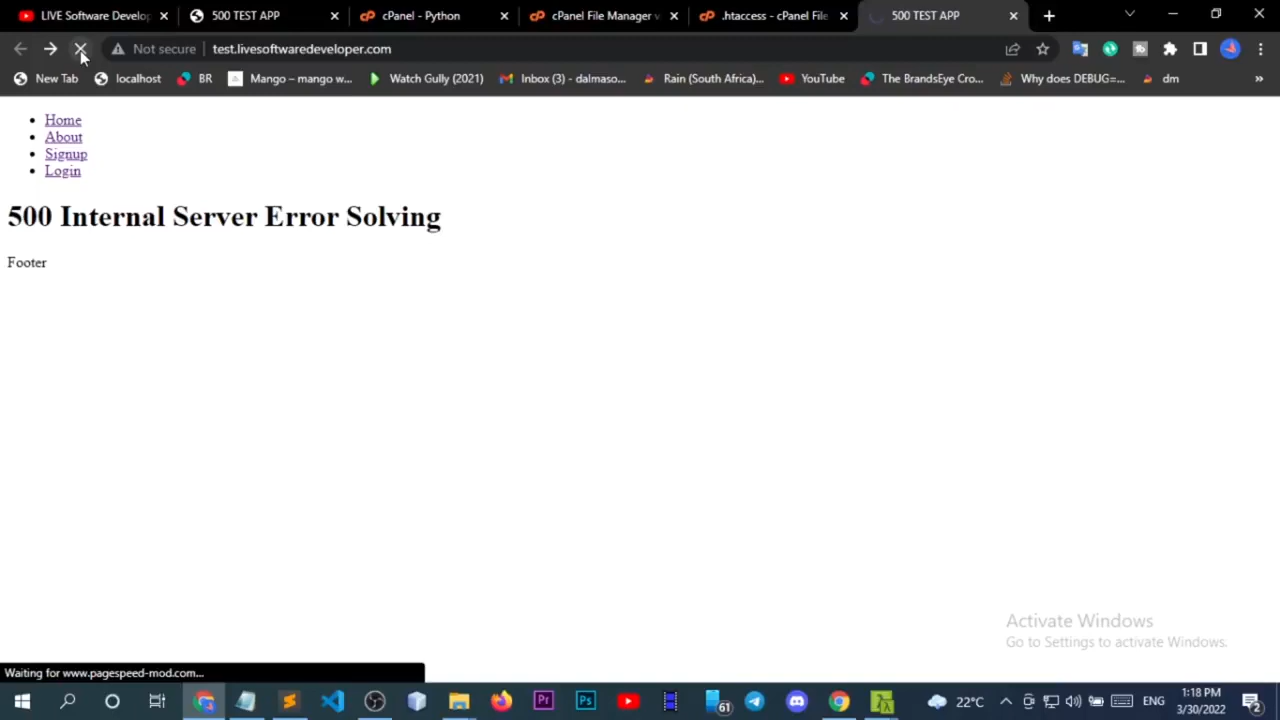 LIVE Software Develop
500 TEST APP
cPanel - Python
cPanel File Manager v
.htaccess - cPanel File
500 TEST APP
Not secure
test.livesoftwaredeveloper.com
New Tab
localhost
BR
Mango – mango w...
Watch Gully (2021)
Inbox (3) - dalmaso...
Rain (South Africa)...
YouTube
The BrandsEye Cro...
Why does DEBUG=...
dm
»
• Home
• About
• Signup
• Login
500 Internal Server Error Solving
Footer
Activate Windows
Go to Settings to activate Windows.
Waiting for www.pagespeed-mod.com...
Pr
Ps
61
22°C
ENG
1:18 PM
3/30/2022
2